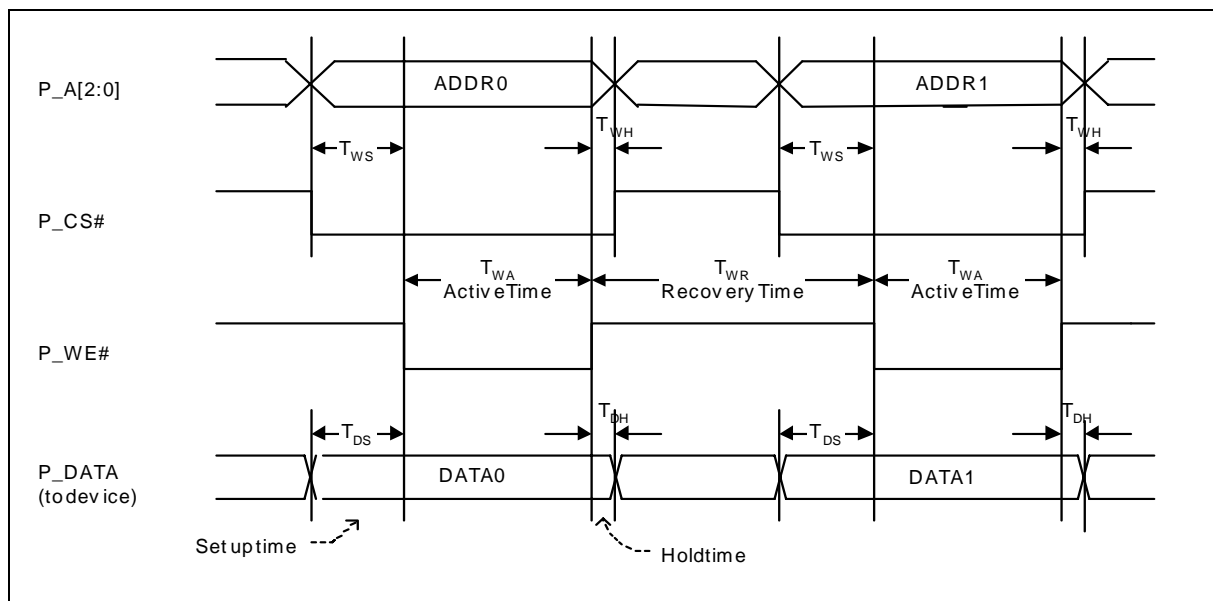 P_A[2:0]
ADDR0
ADDR1
TWS
TWH
TWS
TWH
P_CS#
TWA
ActiveTime
TWR
RecoveryTime
TWA
ActiveTime
P_WE#
TDS
TDH
TDS
TDH
P_DATA
(todevice)
DATA0
DATA1
Setuptime
Holdtime